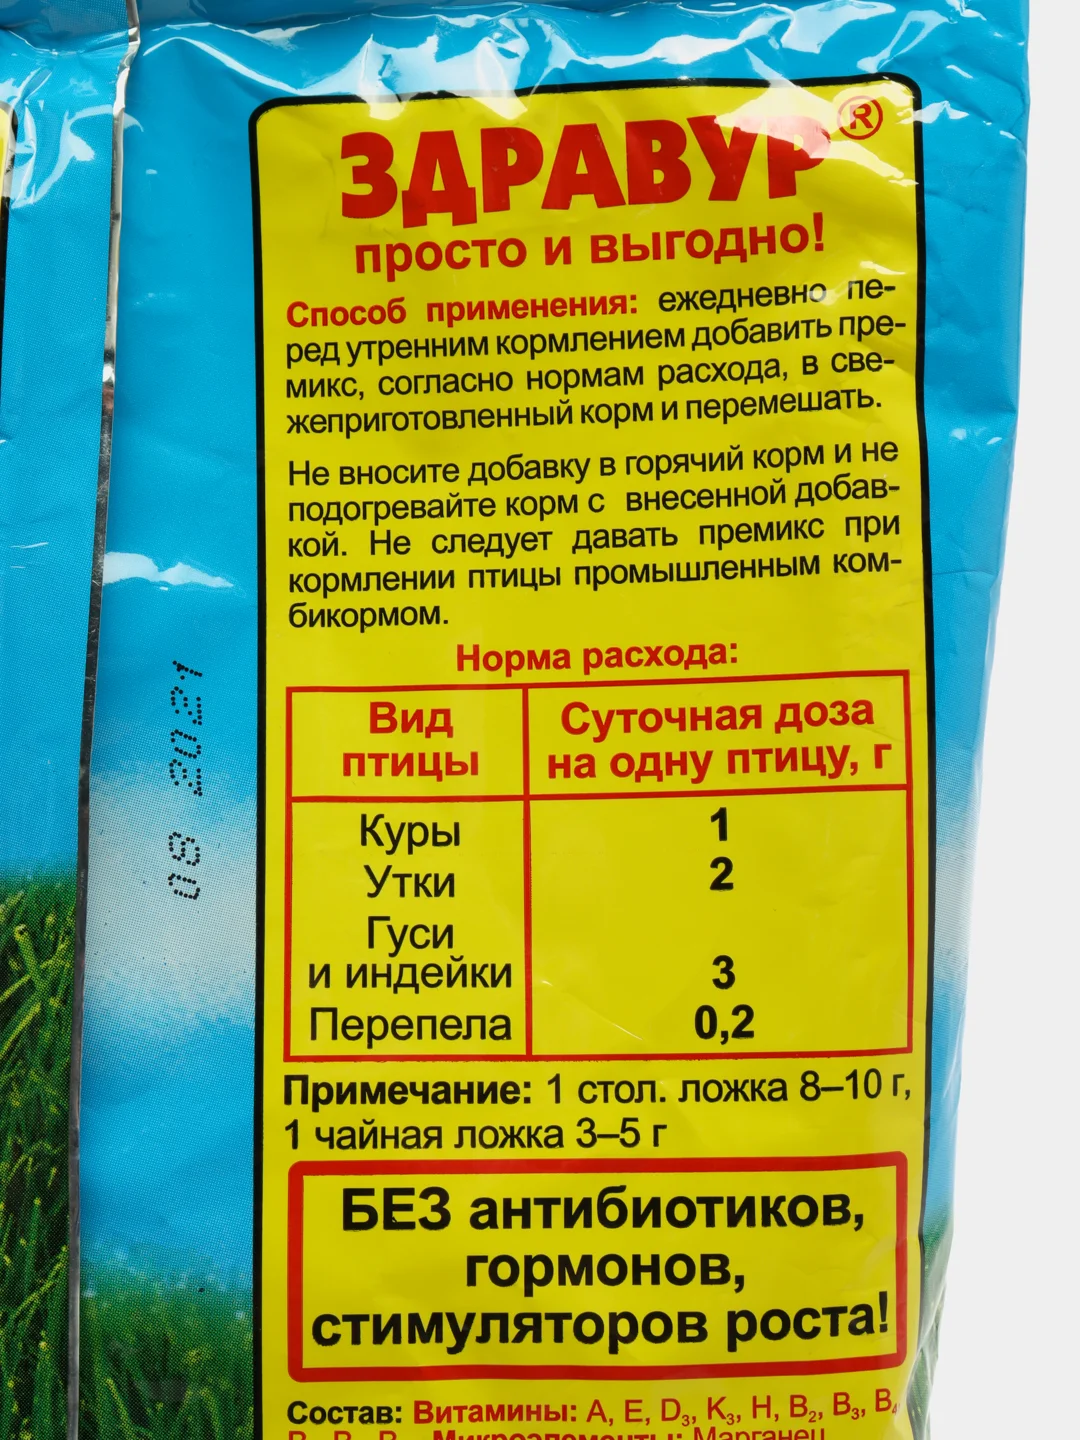 ЗДРАВУР®
просто и выгодно!
Способ применения: ежедневно пе-
ред утренним кормлением добавить пре-
микс, согласно нормам расхода, в све-
жеприготовленный корм и перемешать.
Не вносите добавку в горячий корм и не
подогревайте корм с внесенной добав-
кой. Не следует давать премикс при
кормлении птицы промышленным ком-
бикормом.
Норма расхода:
Вид птицы
Суточная доза
на одну птицу, г
Куры 1
Утки 2
Гуси
и индейки 3
Перепела 0,2
Примечание: 1 стол. ложка 8–10 г,
1 чайная ложка 3–5 г
БЕЗ антибиотиков,
гормонов,
стимуляторов роста!
Состав: Витамины: A, E, D₃, K₃, H, B₂, B₃, B₄,
Микроэлементы: Марганец
08 2021